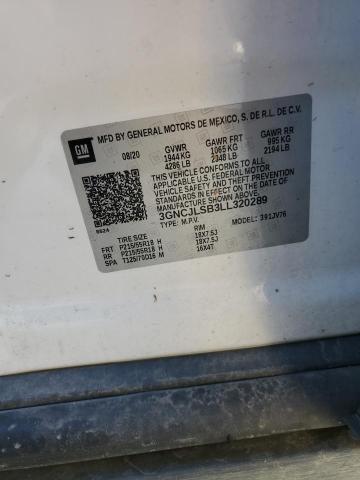 GM
MFD BY GENERAL MOTORS DE MEXICO, S. DE R.L. DE C.V.
08/20 GVWR GAWR FRT GAWR RR
1944 KG 1065 KG 995 KG
4286 LB 2348 LB 2194 LB
THIS VEHICLE CONFORMS TO ALL
APPLICABLE U.S. FEDERAL MOTOR
VEHICLE SAFETY AND THEFT PREVENTION
STANDARDS IN EFFECT ON THE DATE OF
MANUFACTURE SHOWN ABOVE.
3GNCJLSB3LL320289
TYPE: M.P.V. MODEL: 391JV76
TIRE SIZE RIM
FRT P215/55R18 H 18X7.5J
RR P215/55R18 H 18X7.5J
SPA T125/70D16 M 16X4T